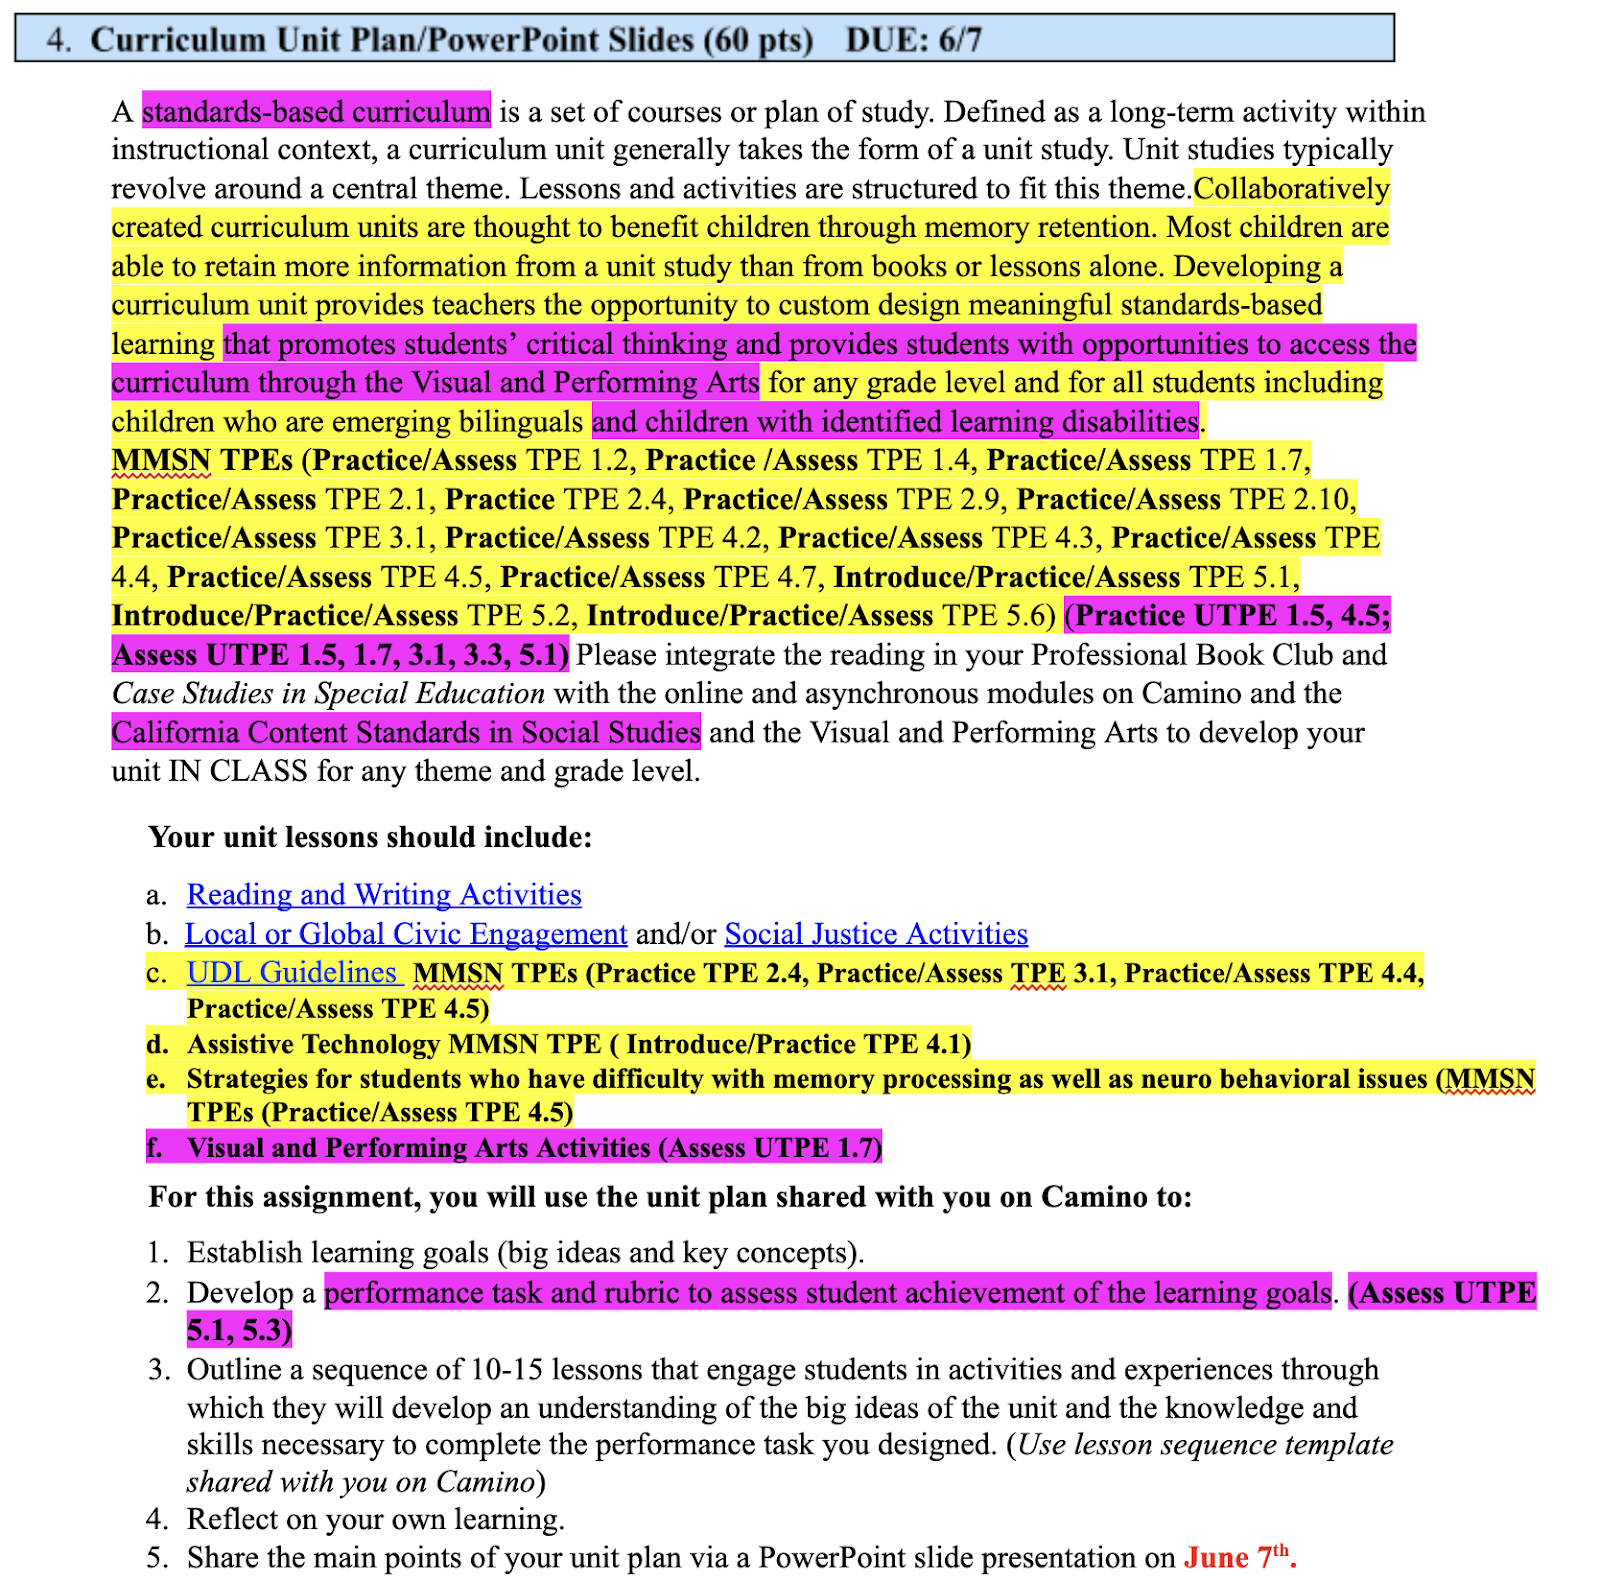 4. Curriculum Unit Plan/PowerPoint Slides (60 pts) DUE: 6/7
A standards-based curriculum is a set of courses or plan of study. Defined as a long-term activity within
instructional context, a curriculum unit generally takes the form of a unit study. Unit studies typically
revolve around a central theme. Lessons and activities are structured to fit this theme.Collaboratively
created curriculum units are thought to benefit children through memory retention. Most children are
able to retain more information from a unit study than from books or lessons alone. Developing a
curriculum unit provides teachers the opportunity to custom design meaningful standards-based
learning that promotes students’ critical thinking and provides students with opportunities to access the
curriculum through the Visual and Performing Arts for any grade level and for all students including
children who are emerging bilinguals and children with identified learning disabilities.
MMSN TPEs (Practice/Assess TPE 1.2, Practice /Assess TPE 1.4, Practice/Assess TPE 1.7,
Practice/Assess TPE 2.1, Practice TPE 2.4, Practice/Assess TPE 2.9, Practice/Assess TPE 2.10,
Practice/Assess TPE 3.1, Practice/Assess TPE 4.2, Practice/Assess TPE 4.3, Practice/Assess TPE
4.4, Practice/Assess TPE 4.5, Practice/Assess TPE 4.7, Introduce/Practice/Assess TPE 5.1,
Introduce/Practice/Assess TPE 5.2, Introduce/Practice/Assess TPE 5.6) (Practice UTPE 1.5, 4.5;
Assess UTPE 1.5, 1.7, 3.1, 3.3, 5.1) Please integrate the reading in your Professional Book Club and
Case Studies in Special Education with the online and asynchronous modules on Camino and the
California Content Standards in Social Studies and the Visual and Performing Arts to develop your
unit IN CLASS for any theme and grade level.
Your unit lessons should include:
a. Reading and Writing Activities
b. Local or Global Civic Engagement and/or Social Justice Activities
c. UDL Guidelines MMSN TPEs (Practice TPE 2.4, Practice/Assess TPE 3.1, Practice/Assess TPE 4.4,
Practice/Assess TPE 4.5)
d. Assistive Technology MMSN TPE ( Introduce/Practice TPE 4.1)
e. Strategies for students who have difficulty with memory processing as well as neuro behavioral issues (MMSN
TPEs (Practice/Assess TPE 4.5)
f. Visual and Performing Arts Activities (Assess UTPE 1.7)
For this assignment, you will use the unit plan shared with you on Camino to:
1. Establish learning goals (big ideas and key concepts).
2. Develop a performance task and rubric to assess student achievement of the learning goals. (Assess UTPE
5.1, 5.3)
3. Outline a sequence of 10-15 lessons that engage students in activities and experiences through
which they will develop an understanding of the big ideas of the unit and the knowledge and
skills necessary to complete the performance task you designed. (Use lesson sequence template
shared with you on Camino)
4. Reflect on your own learning.
5. Share the main points of your unit plan via a PowerPoint slide presentation on June 7th.